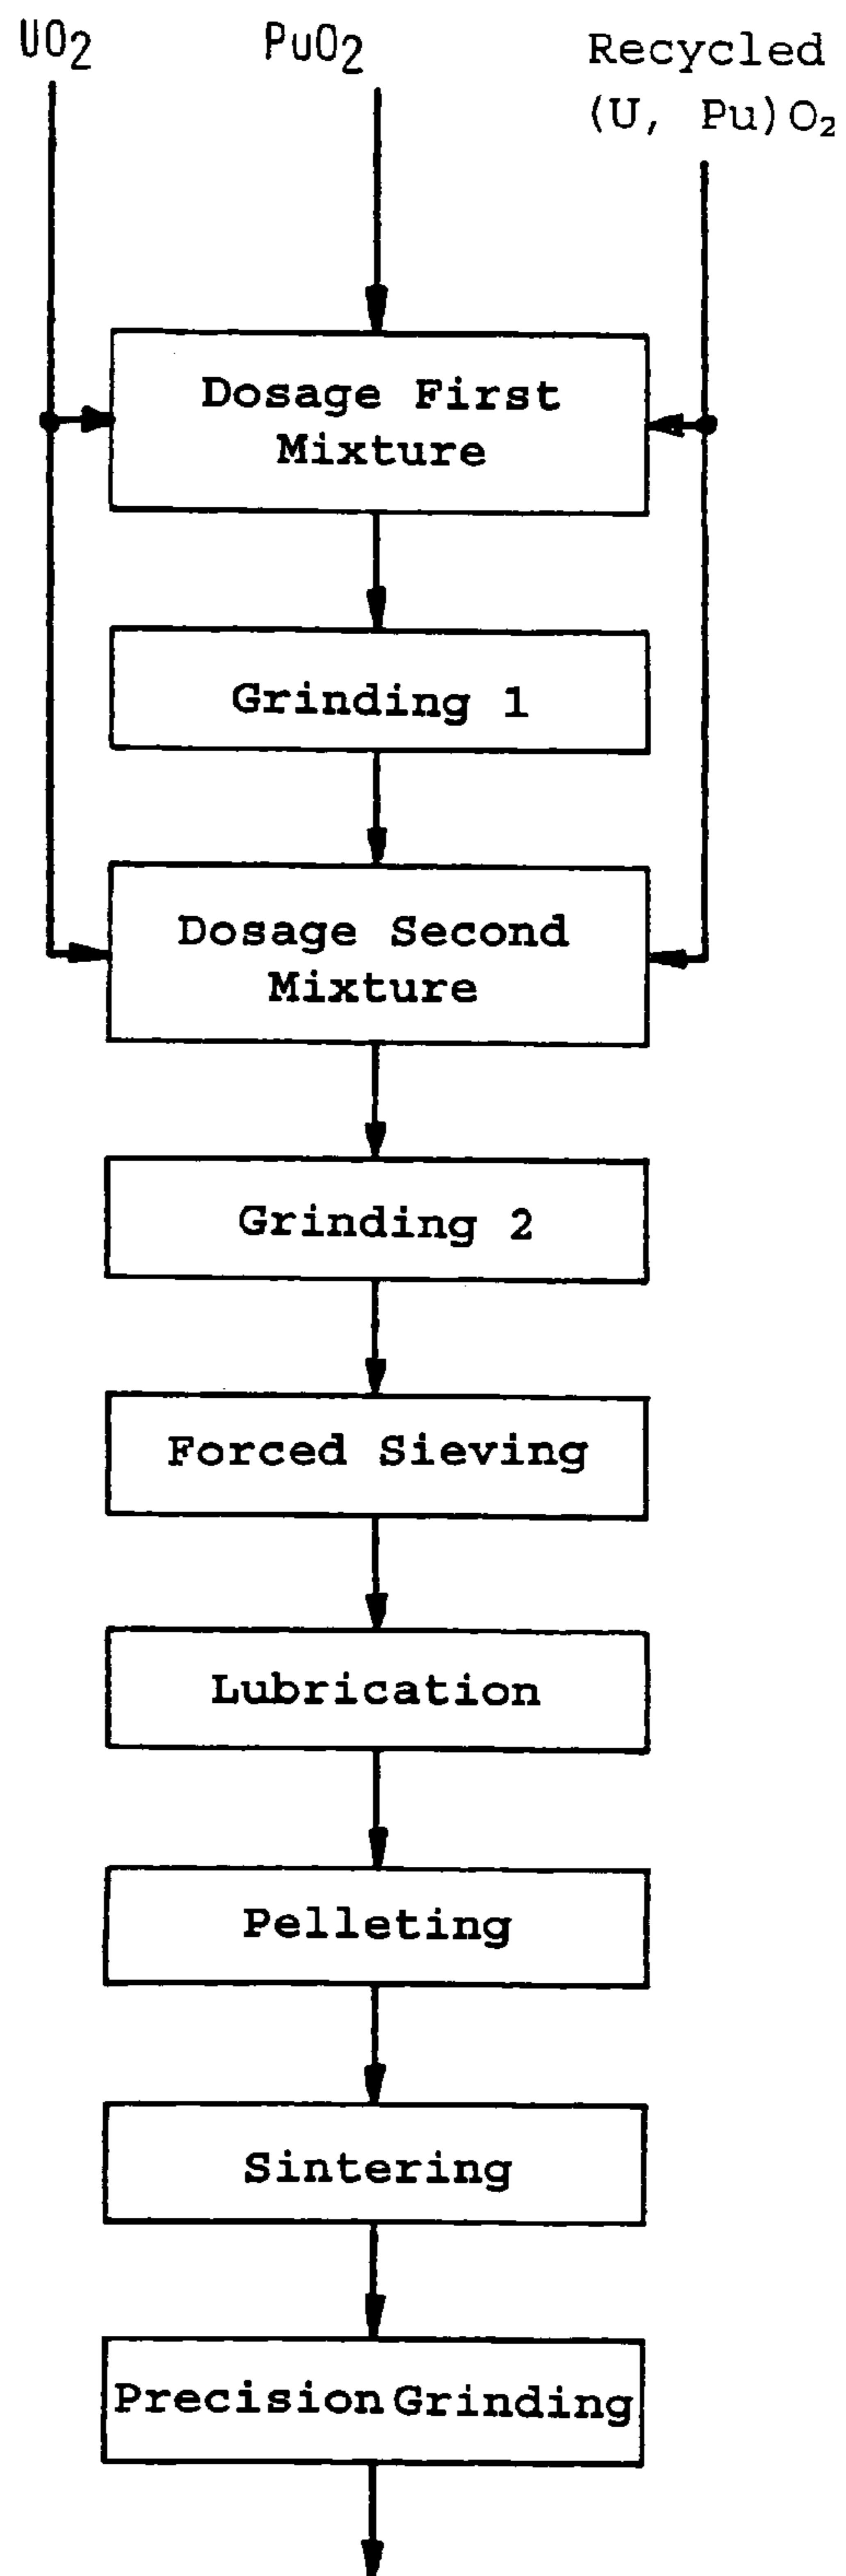 UO₂
PuO₂
Recycled
(U, Pu)O₂
Dosage First
Mixture
Grinding 1
Dosage Second
Mixture
Grinding 2
Forced Sieving
Lubrication
Pelleting
Sintering
Precision Grinding